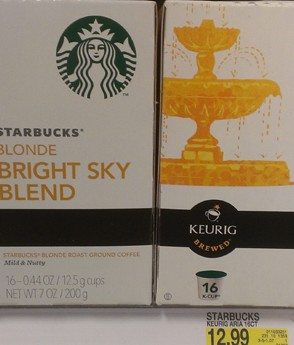 STARBUCKS®
BLONDE
BRIGHT SKY
BLEND
STARBUCKS® BLONDE ROAST GROUND COFFEE
Mild & Nutty
16–0.44 OZ / 12.5 g cups
NET WT 7 OZ / 200 g
KEURIG
BREWED®
16
K-CUP®
STARBUCKS
KEURIG ARIA 16CT
12.99